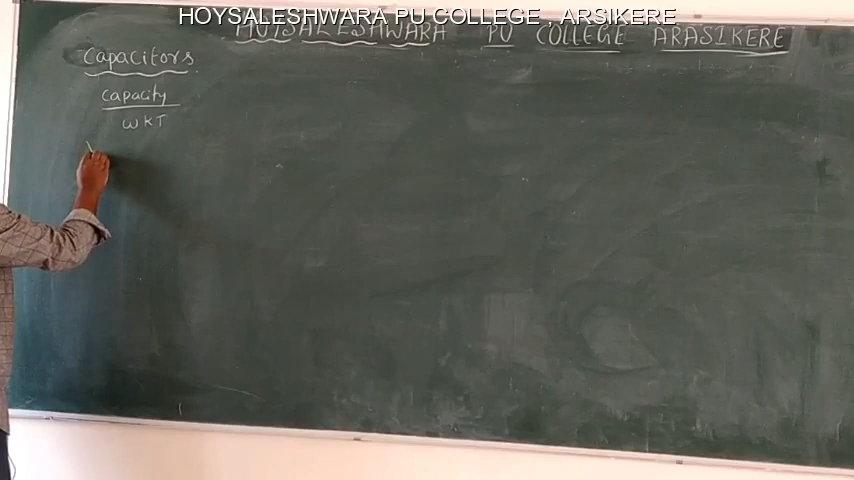 HOYSALESHWARA PU COLLEGE , ARSIKERE
HOYSALESHWARA PU COLLEGE ARASIKERE
Capacitors
Capacity
WKT